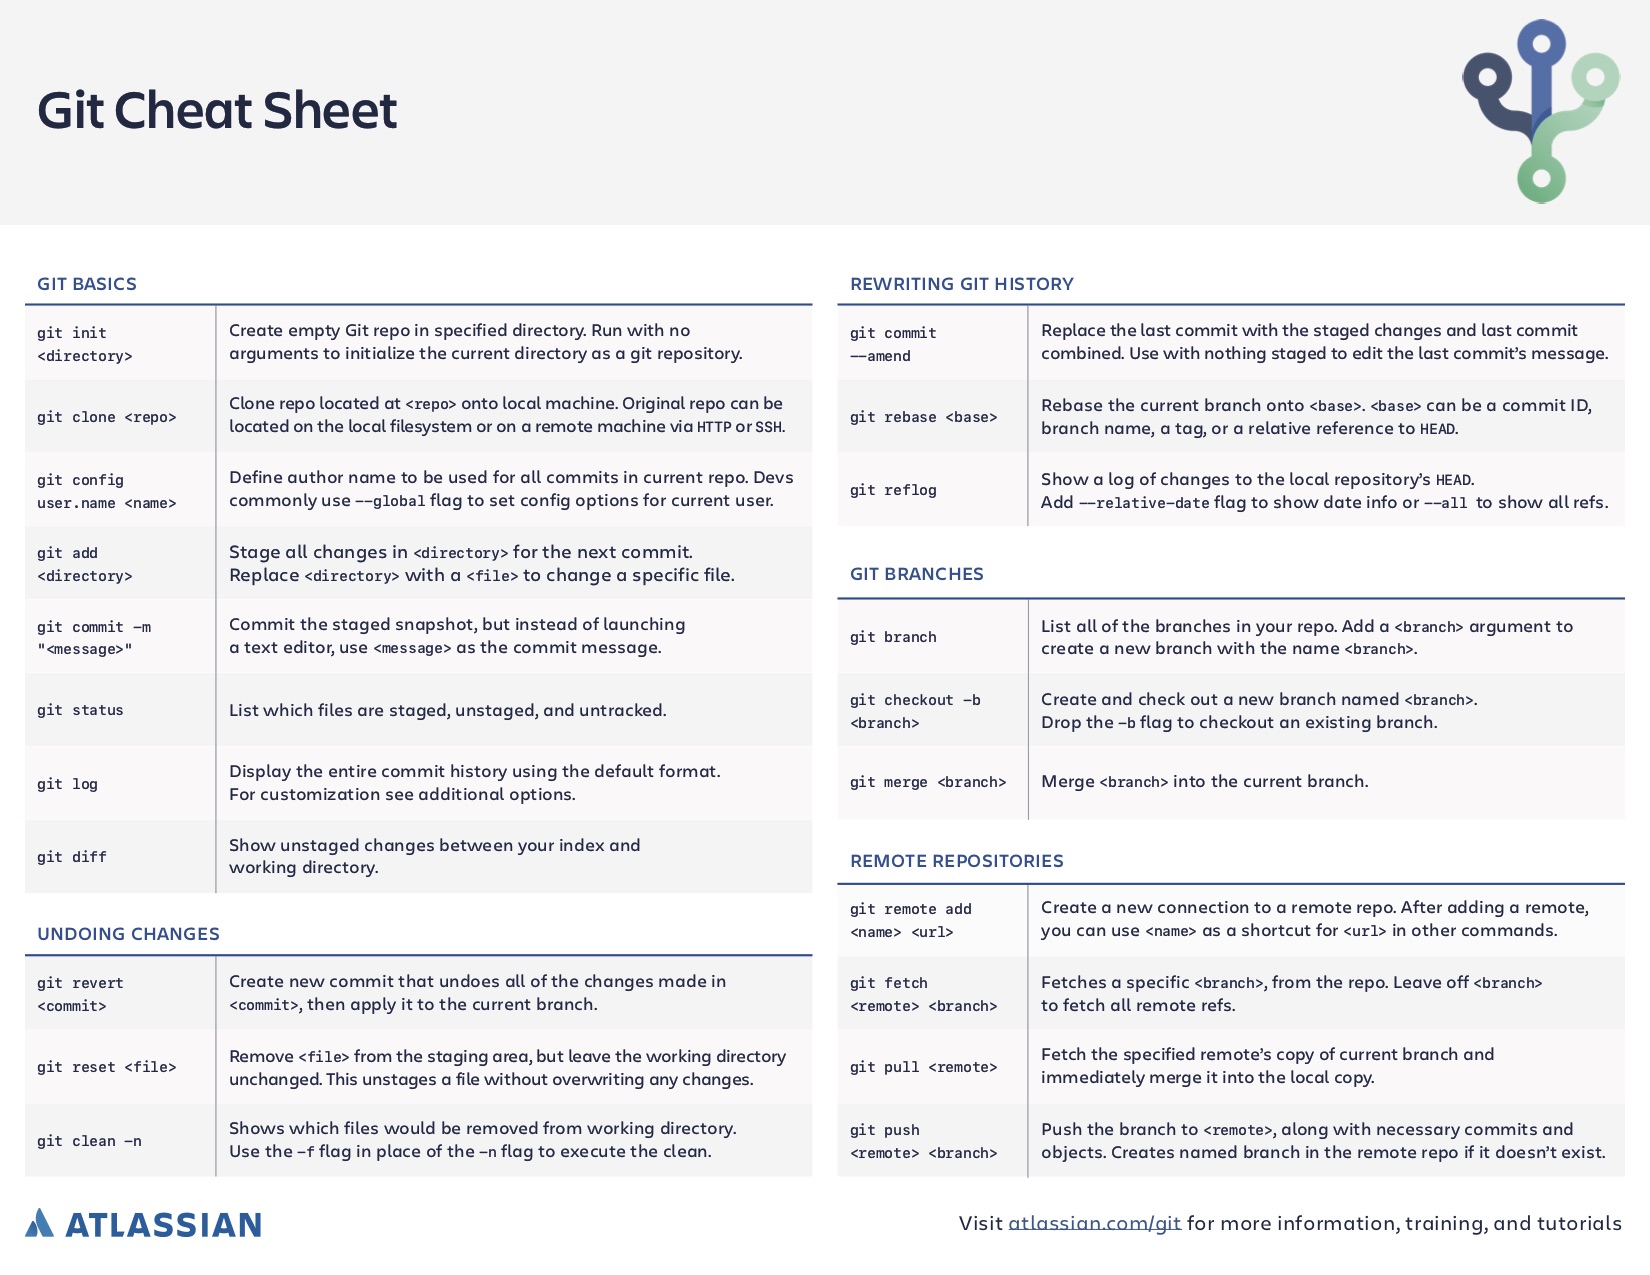 Git Cheat Sheet
GIT BASICS
git init
<directory>
Create empty Git repo in specified directory. Run with no
arguments to initialize the current directory as a git repository.
git clone <repo>
Clone repo located at <repo> onto local machine. Original repo can be
located on the local filesystem or on a remote machine via HTTP or SSH.
git config
user.name <name>
Define author name to be used for all commits in current repo. Devs
commonly use --global flag to set config options for current user.
git add
<directory>
Stage all changes in <directory> for the next commit.
Replace <directory> with a <file> to change a specific file.
git commit -m
"<message>"
Commit the staged snapshot, but instead of launching
a text editor, use <message> as the commit message.
git status
List which files are staged, unstaged, and untracked.
git log
Display the entire commit history using the default format.
For customization see additional options.
git diff
Show unstaged changes between your index and
working directory.
UNDOING CHANGES
git revert
<commit>
Create new commit that undoes all of the changes made in
<commit>, then apply it to the current branch.
git reset <file>
Remove <file> from the staging area, but leave the working directory
unchanged. This unstages a file without overwriting any changes.
git clean -n
Shows which files would be removed from working directory.
Use the -f flag in place of the -n flag to execute the clean.
REWRITING GIT HISTORY
git commit
--amend
Replace the last commit with the staged changes and last commit
combined. Use with nothing staged to edit the last commit’s message.
git rebase <base>
Rebase the current branch onto <base>. <base> can be a commit ID,
branch name, a tag, or a relative reference to HEAD.
git reflog
Show a log of changes to the local repository’s HEAD.
Add --relative-date flag to show date info or --all to show all refs.
GIT BRANCHES
git branch
List all of the branches in your repo. Add a <branch> argument to
create a new branch with the name <branch>.
git checkout -b
<branch>
Create and check out a new branch named <branch>.
Drop the -b flag to checkout an existing branch.
git merge <branch>
Merge <branch> into the current branch.
REMOTE REPOSITORIES
git remote add
<name> <url>
Create a new connection to a remote repo. After adding a remote,
you can use <name> as a shortcut for <url> in other commands.
git fetch
<remote> <branch>
Fetches a specific <branch>, from the repo. Leave off <branch>
to fetch all remote refs.
git pull <remote>
Fetch the specified remote’s copy of current branch and
immediately merge it into the local copy.
git push
<remote> <branch>
Push the branch to <remote>, along with necessary commits and
objects. Creates named branch in the remote repo if it doesn’t exist.
ATLASSIAN
Visit atlassian.com/git for more information, training, and tutorials